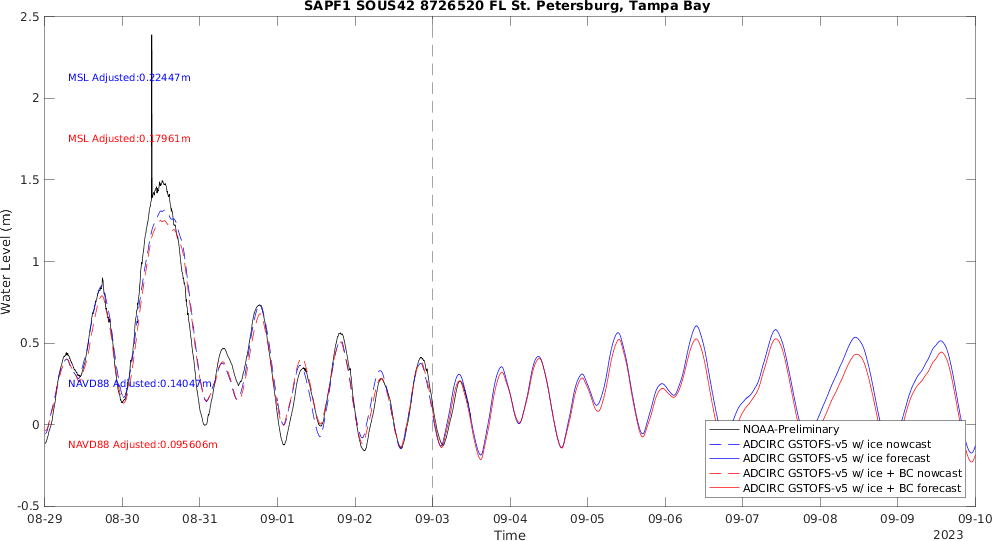 SAPF1 SOUS42 8726520 FL St. Petersburg, Tampa Bay
2.5
MSL Adjusted:0.22447m
2
MSL Adjusted:0.17961m
1.5
Water Level (m)
1
0.5
NAVD88 Adjusted:0.14047m
0
NAVD88 Adjusted:0.095606m
NOAA-Preliminary
ADCIRC GSTOFS-v5 w/ ice nowcast
ADCIRC GSTOFS-v5 w/ ice forecast
ADCIRC GSTOFS-v5 w/ ice + BC nowcast
ADCIRC GSTOFS-v5 w/ ice + BC forecast
-0.5
08-29 08-30 08-31 09-01 09-02 09-03 09-04 09-05 09-06 09-07 09-08 09-09 09-10
Time
2023